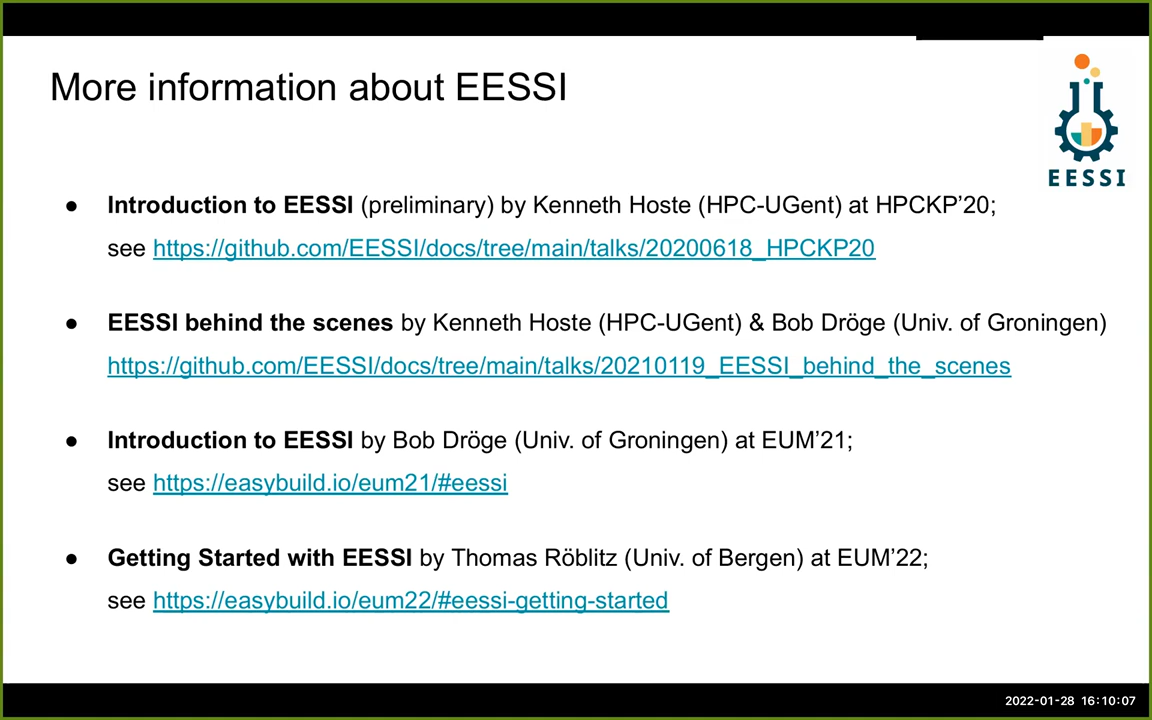 More information about EESSI
EESSI
● Introduction to EESSI (preliminary) by Kenneth Hoste (HPC-UGent) at HPCKP’20;
see https://github.com/EESSI/docs/tree/main/talks/20200618_HPCKP20
● EESSI behind the scenes by Kenneth Hoste (HPC-UGent) & Bob Dröge (Univ. of Groningen)
https://github.com/EESSI/docs/tree/main/talks/20210119_EESSI_behind_the_scenes
● Introduction to EESSI by Bob Dröge (Univ. of Groningen) at EUM’21;
see https://easybuild.io/eum21/#eessi
● Getting Started with EESSI by Thomas Röblitz (Univ. of Bergen) at EUM’22;
see https://easybuild.io/eum22/#eessi-getting-started
2022-01-28 16:10:07